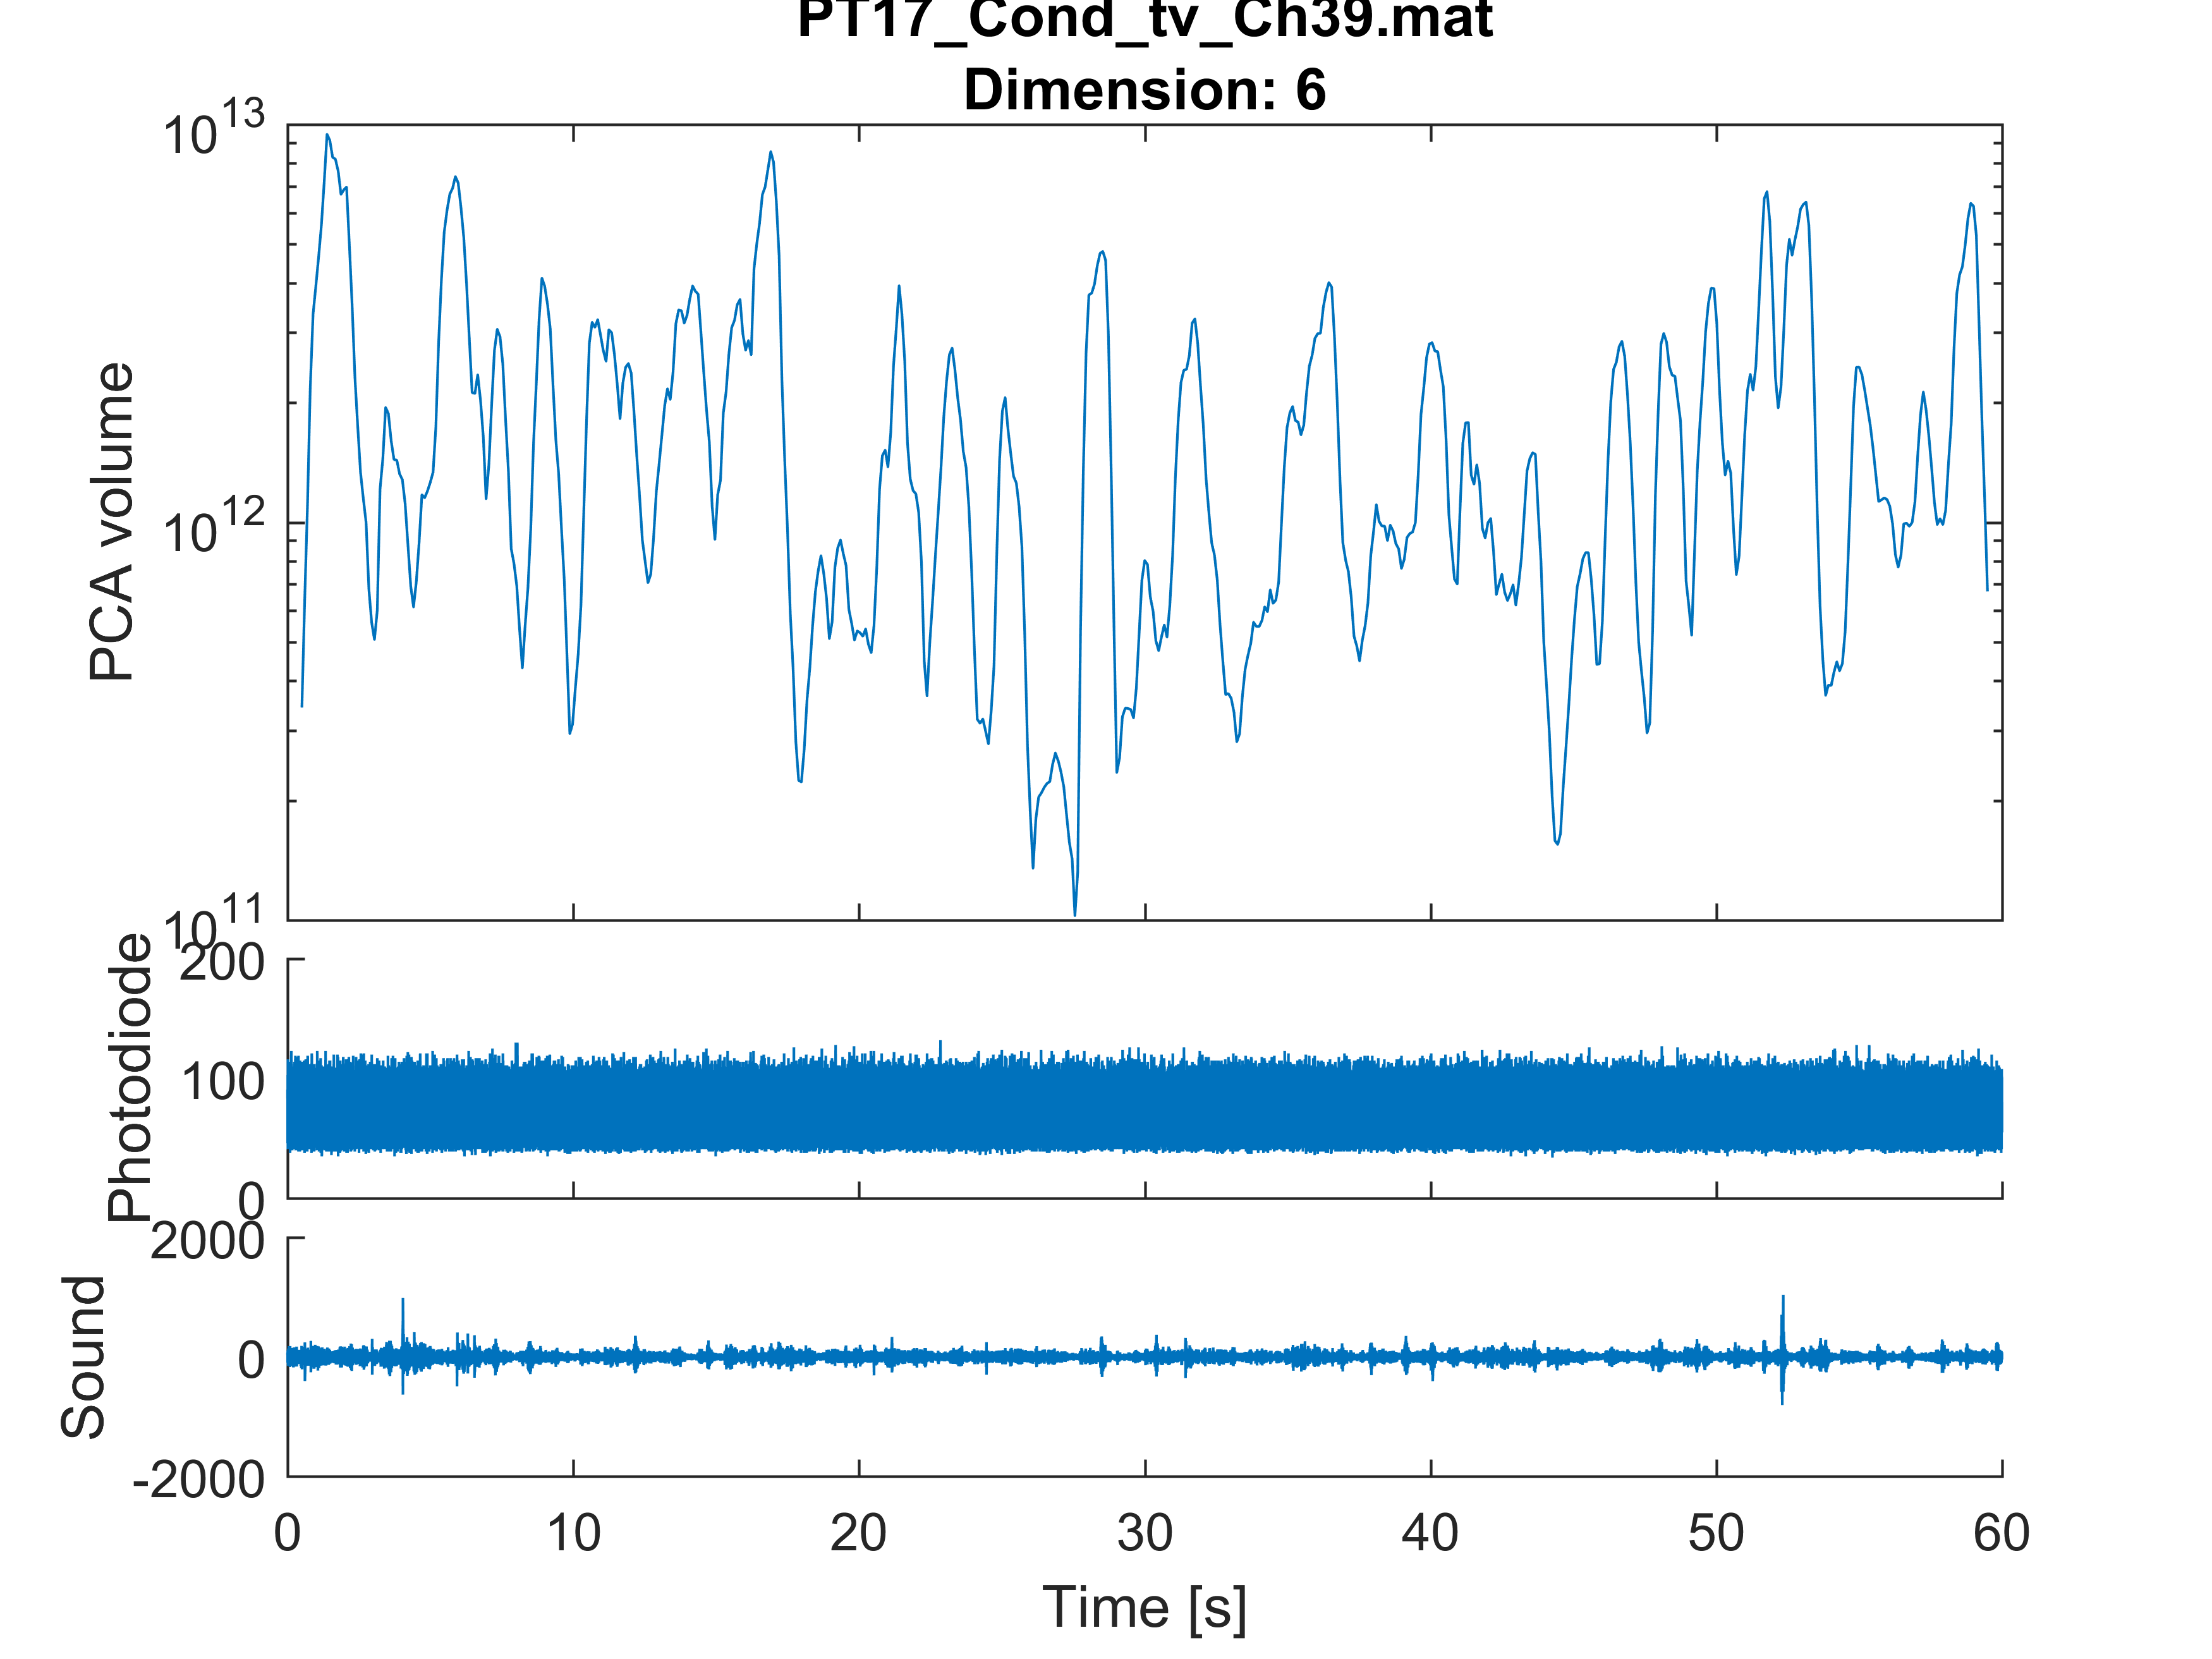 PT17_Cond_tv_Ch39.mat
Dimension: 6
10^13
10^12
10^11
PCA volume
200
100
0
Photodiode
2000
0
-2000
Sound
0 10 20 30 40 50 60
Time [s]